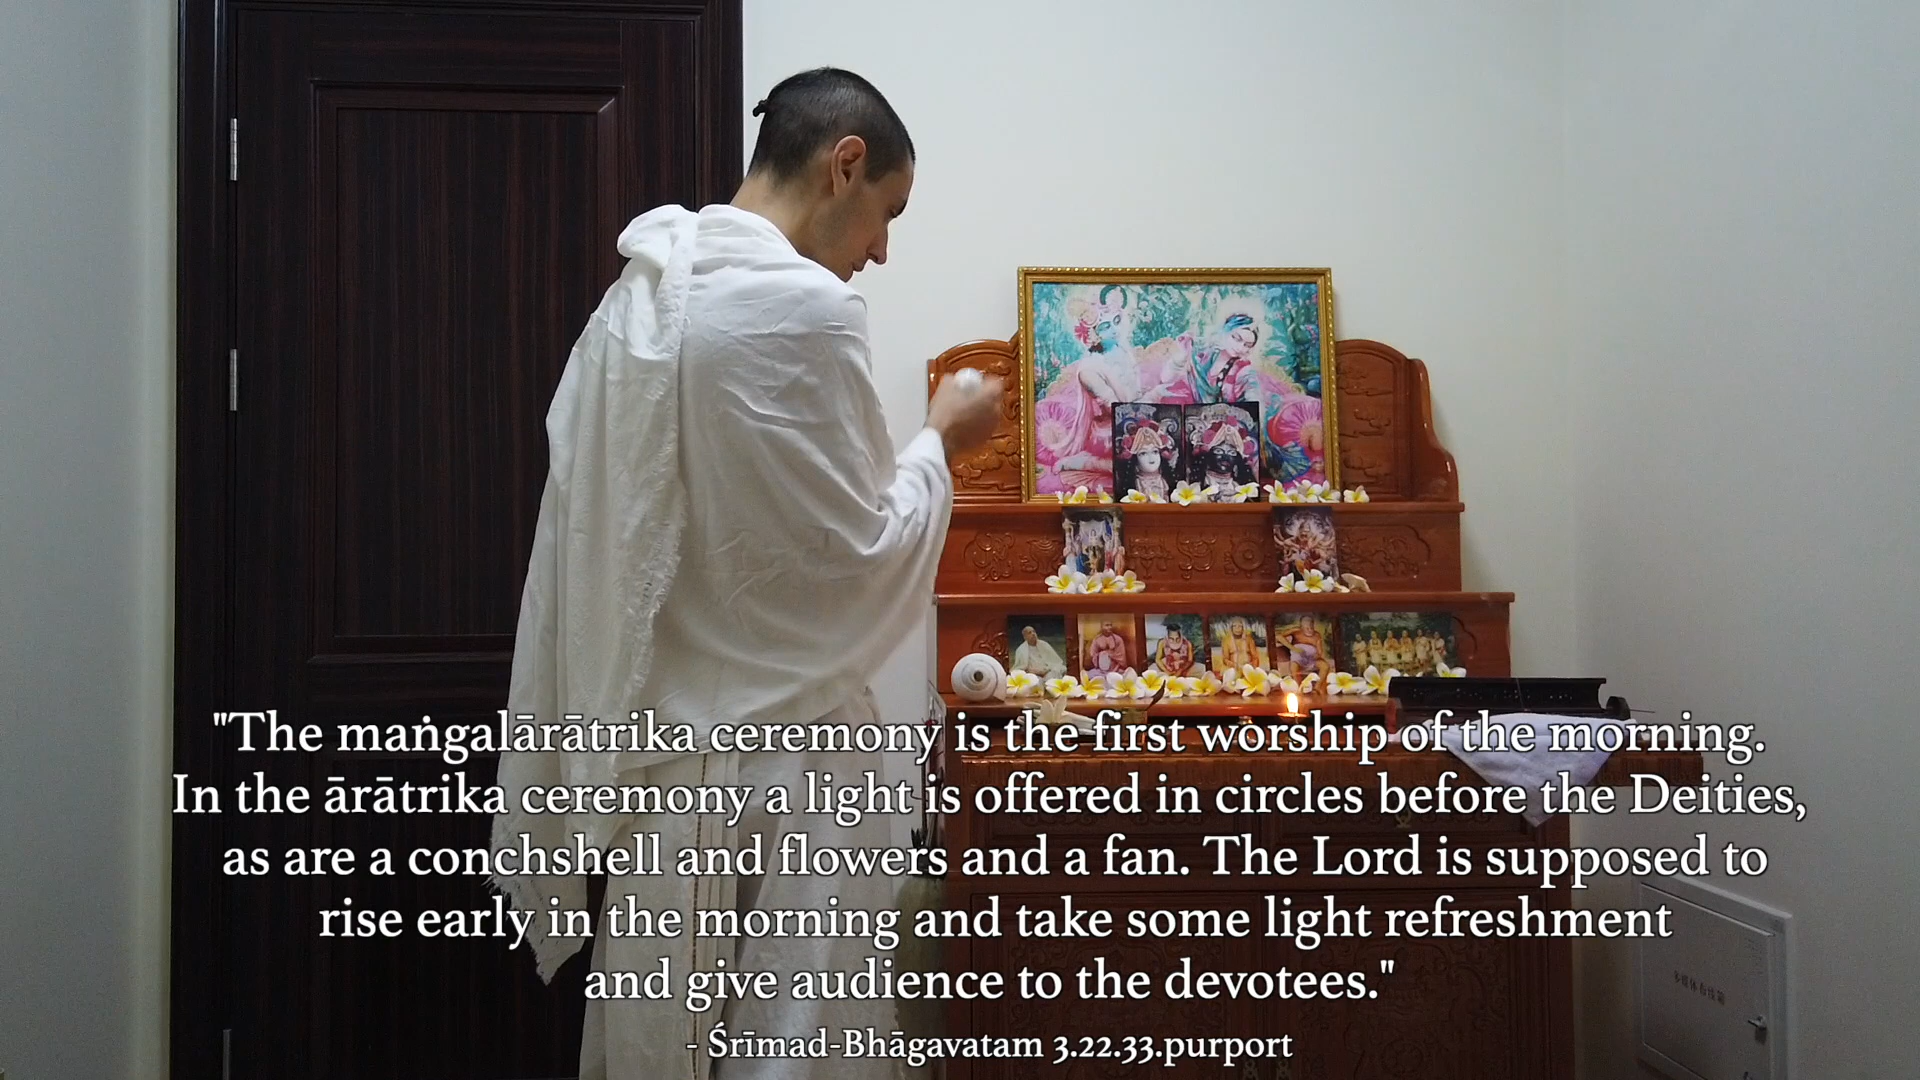 "The maṅgalārātrika ceremony is the first worship of the morning.
In the ārātrika ceremony a light is offered in circles before the Deities,
as are a conchshell and flowers and a fan. The Lord is supposed to
rise early in the morning and take some light refreshment
and give audience to the devotees."
- Śrīmad-Bhāgavatam 3.22.33.purport